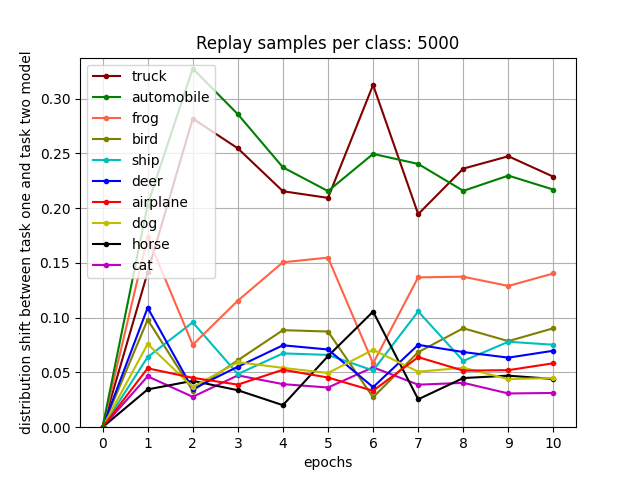 Replay samples per class: 5000
distribution shift between task one and task two model
0.30
0.25
0.20
0.15
0.10
0.05
0.00
truck
automobile
frog
bird
ship
deer
airplane
dog
horse
cat
0 1 2 3 4 5 6 7 8 9 10
epochs